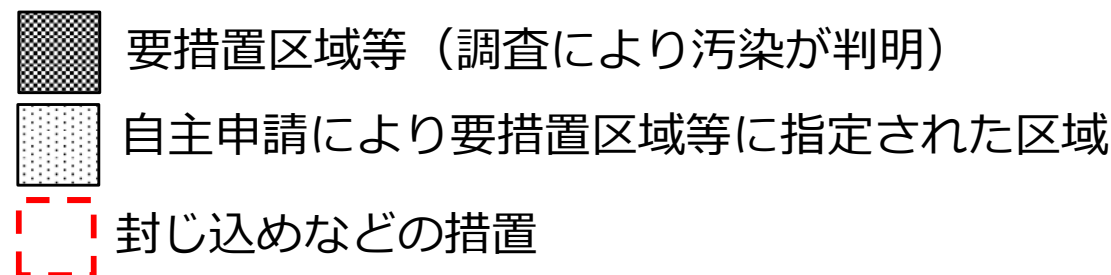 要措置区域等（調査により汚染が判明）
自主申請により要措置区域等に指定された区域
封じ込めなどの措置